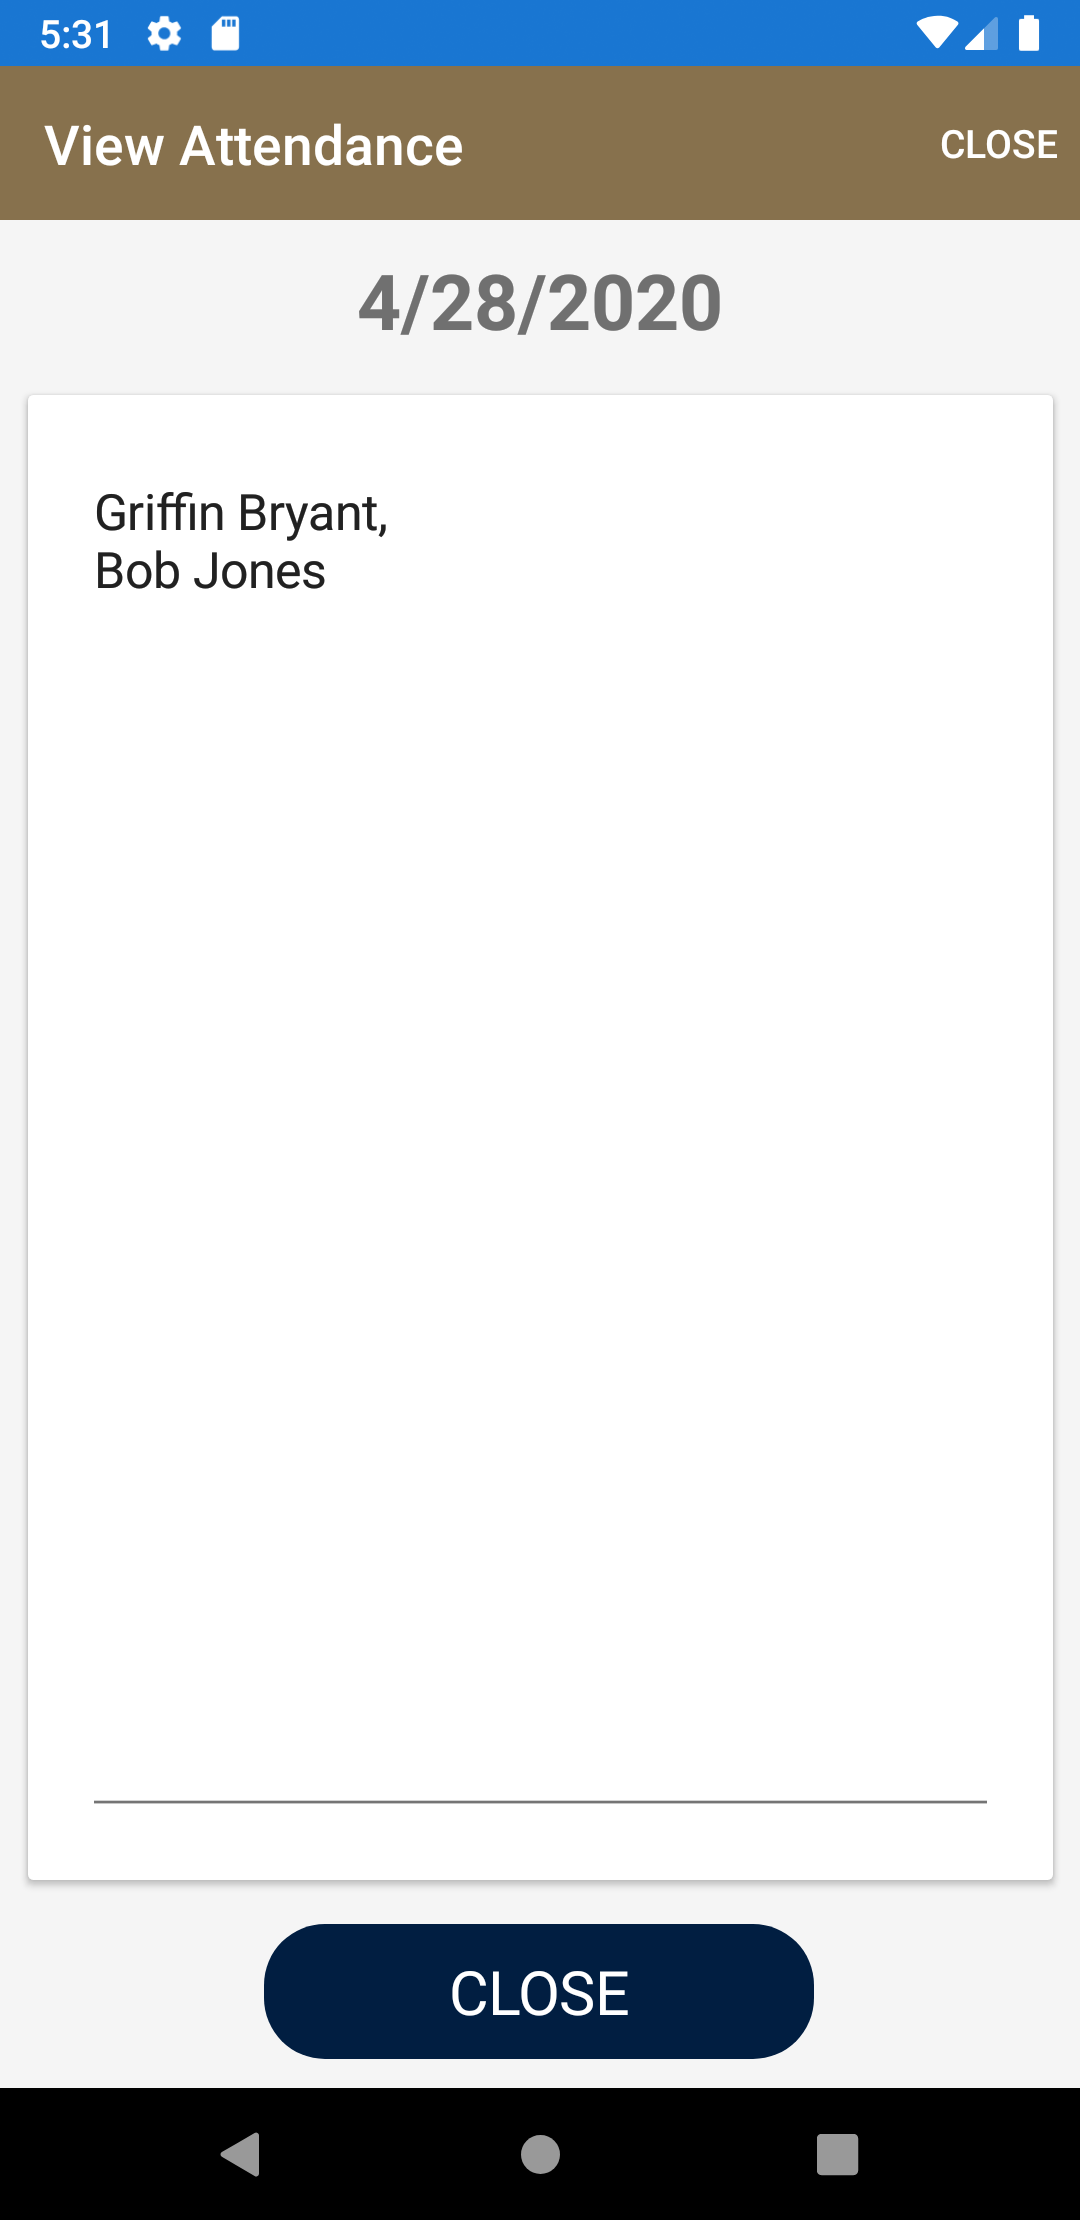 5:31
View Attendance
CLOSE
4/28/2020
Griffin Bryant,
Bob Jones
CLOSE